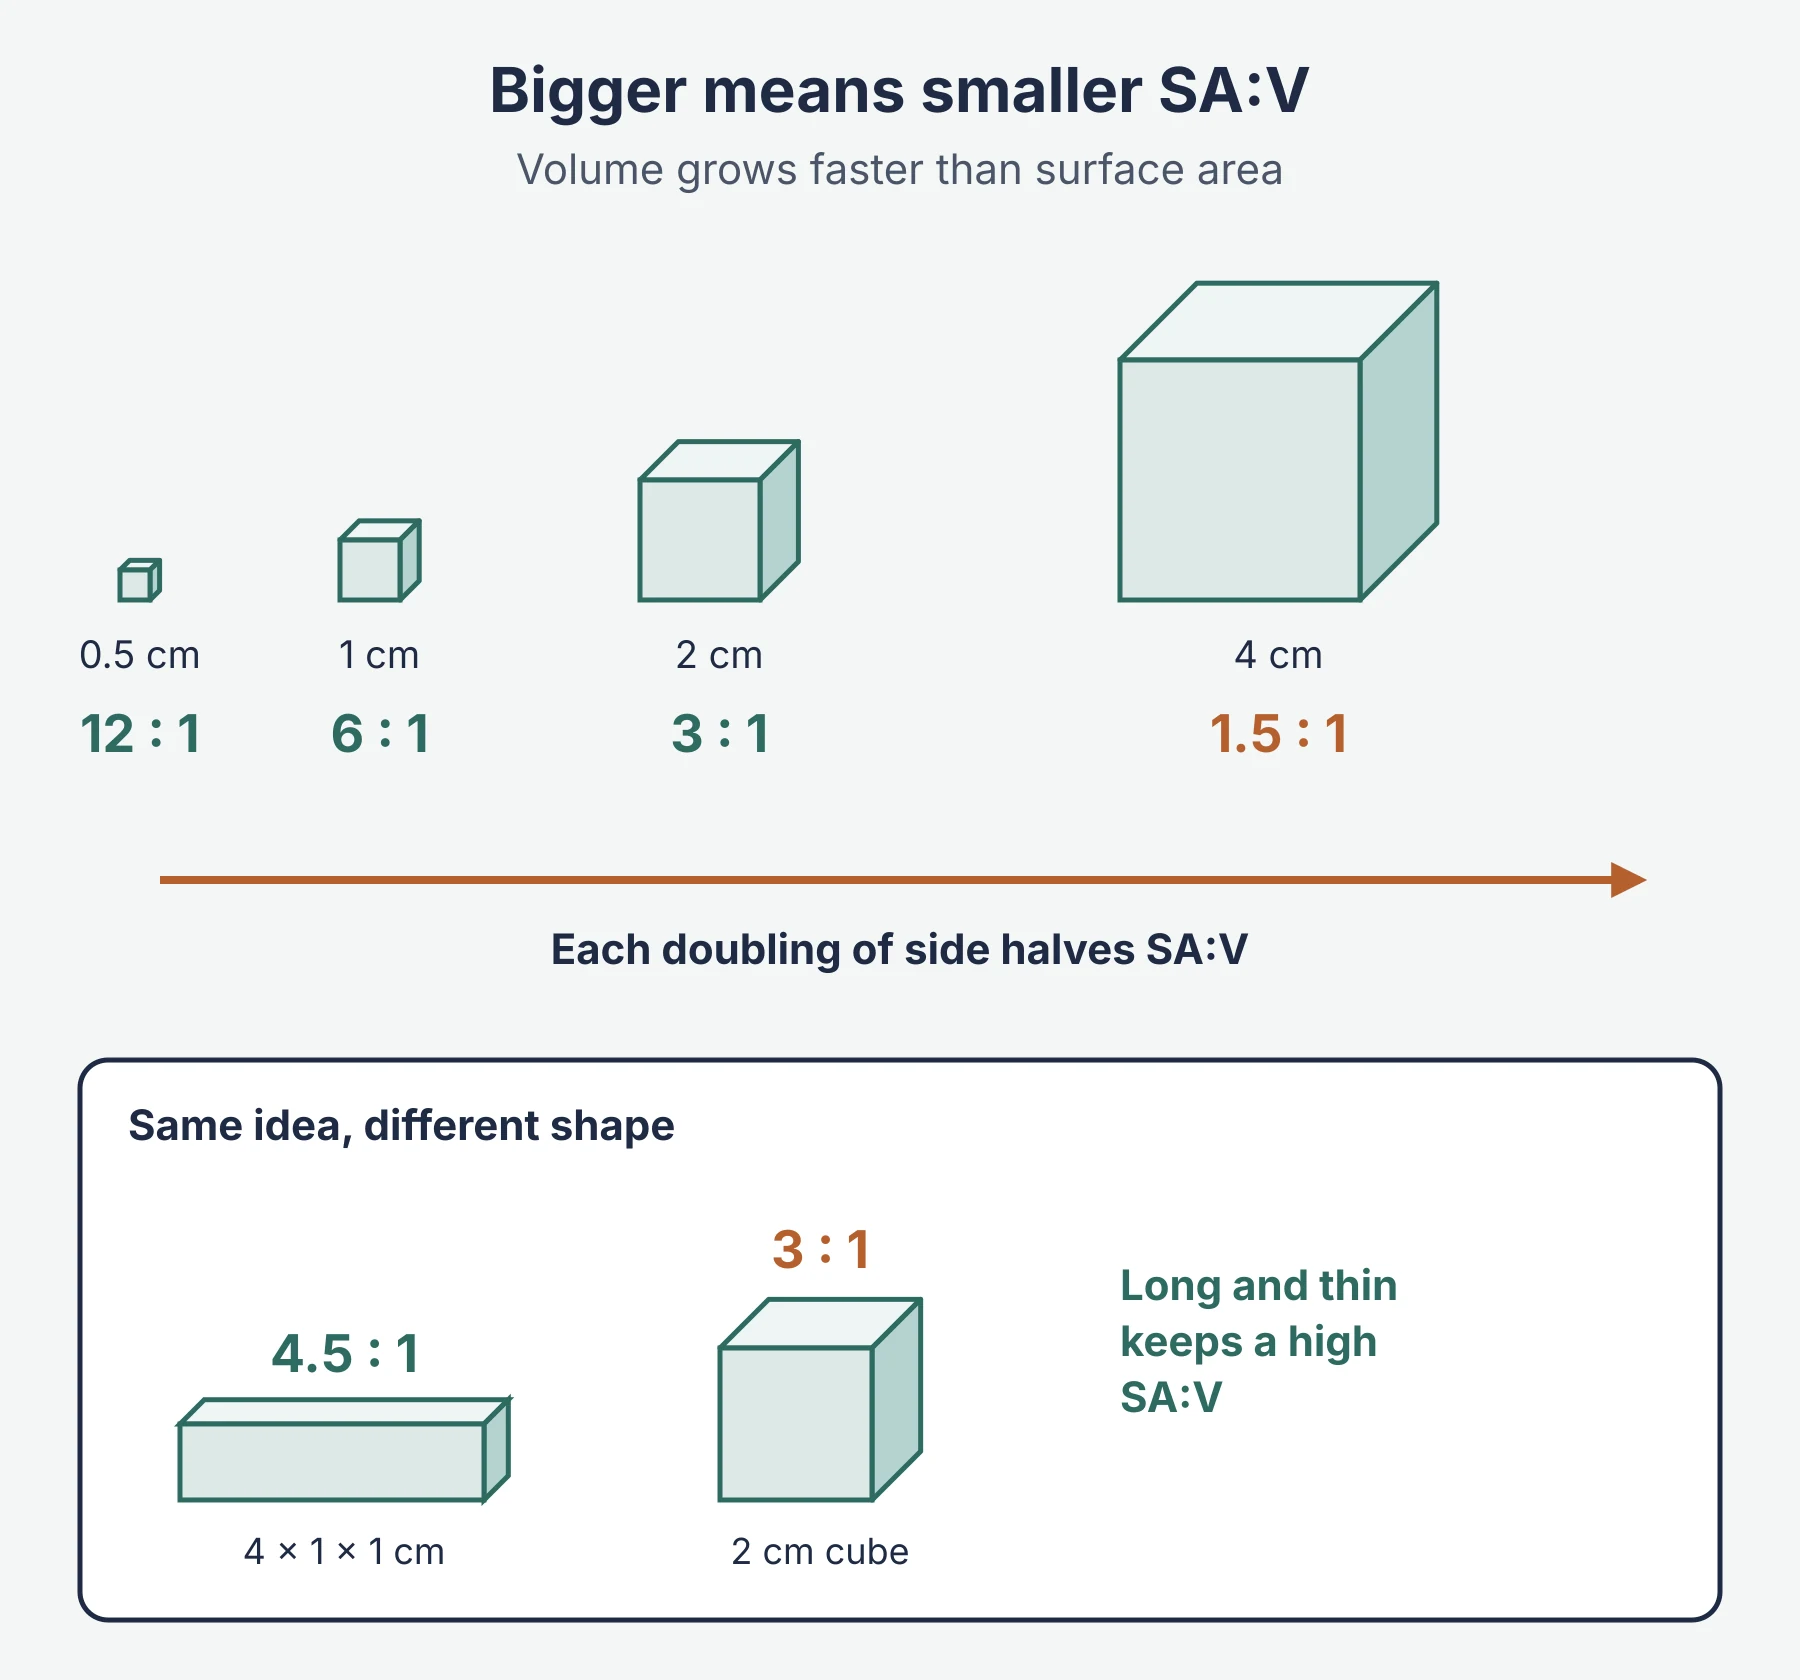 Bigger means smaller SA:V
Volume grows faster than surface area
0.5 cm
1 cm
2 cm
4 cm
12 : 1
6 : 1
3 : 1
1.5 : 1
Each doubling of side halves SA:V
Same idea, different shape
4.5 : 1
4 × 1 × 1 cm
3 : 1
2 cm cube
Long and thin
keeps a high
SA:V